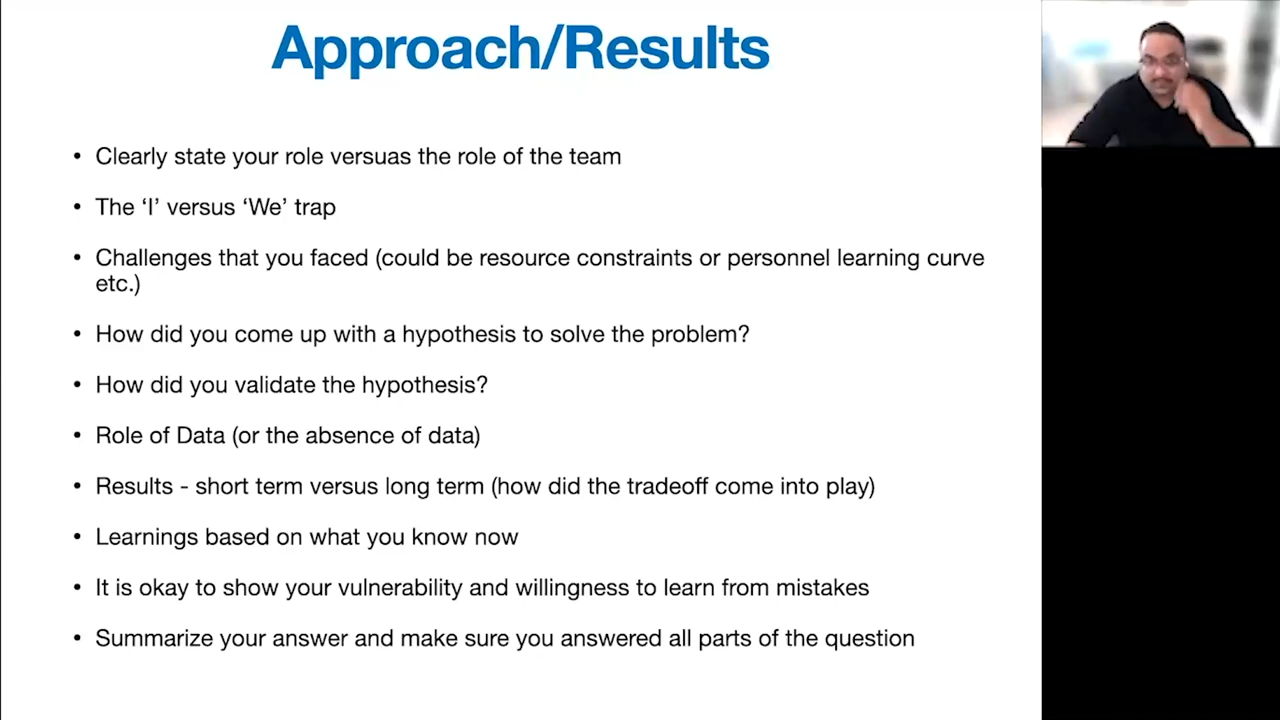 Approach/Results
• Clearly state your role versuas the role of the team
• The ‘I’ versus ‘We’ trap
• Challenges that you faced (could be resource constraints or personnel learning curve
etc.)
• How did you come up with a hypothesis to solve the problem?
• How did you validate the hypothesis?
• Role of Data (or the absence of data)
• Results - short term versus long term (how did the tradeoff come into play)
• Learnings based on what you know now
• It is okay to show your vulnerability and willingness to learn from mistakes
• Summarize your answer and make sure you answered all parts of the question